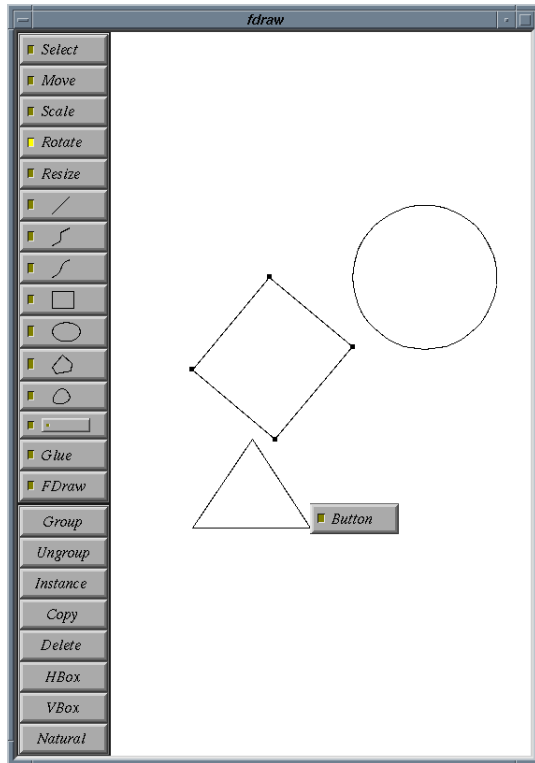 fdraw
Select
Move
Scale
Rotate
Resize
Glue
FDraw
Group
Ungroup
Instance
Copy
Delete
HBox
VBox
Natural
Button